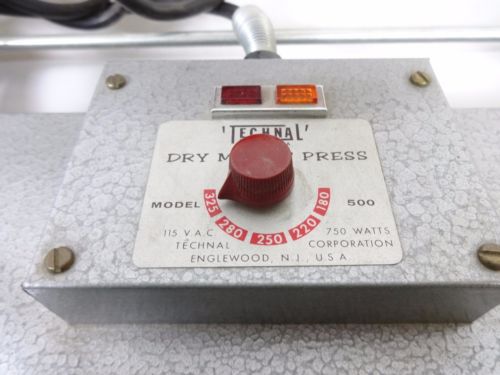 'TECHNAL'
DRY M PRESS
MODEL 500
325 280 250 220 180
115 V.A.C. 750 WATTS
TECHNAL CORPORATION
ENGLEWOOD, N.J., U.S.A.